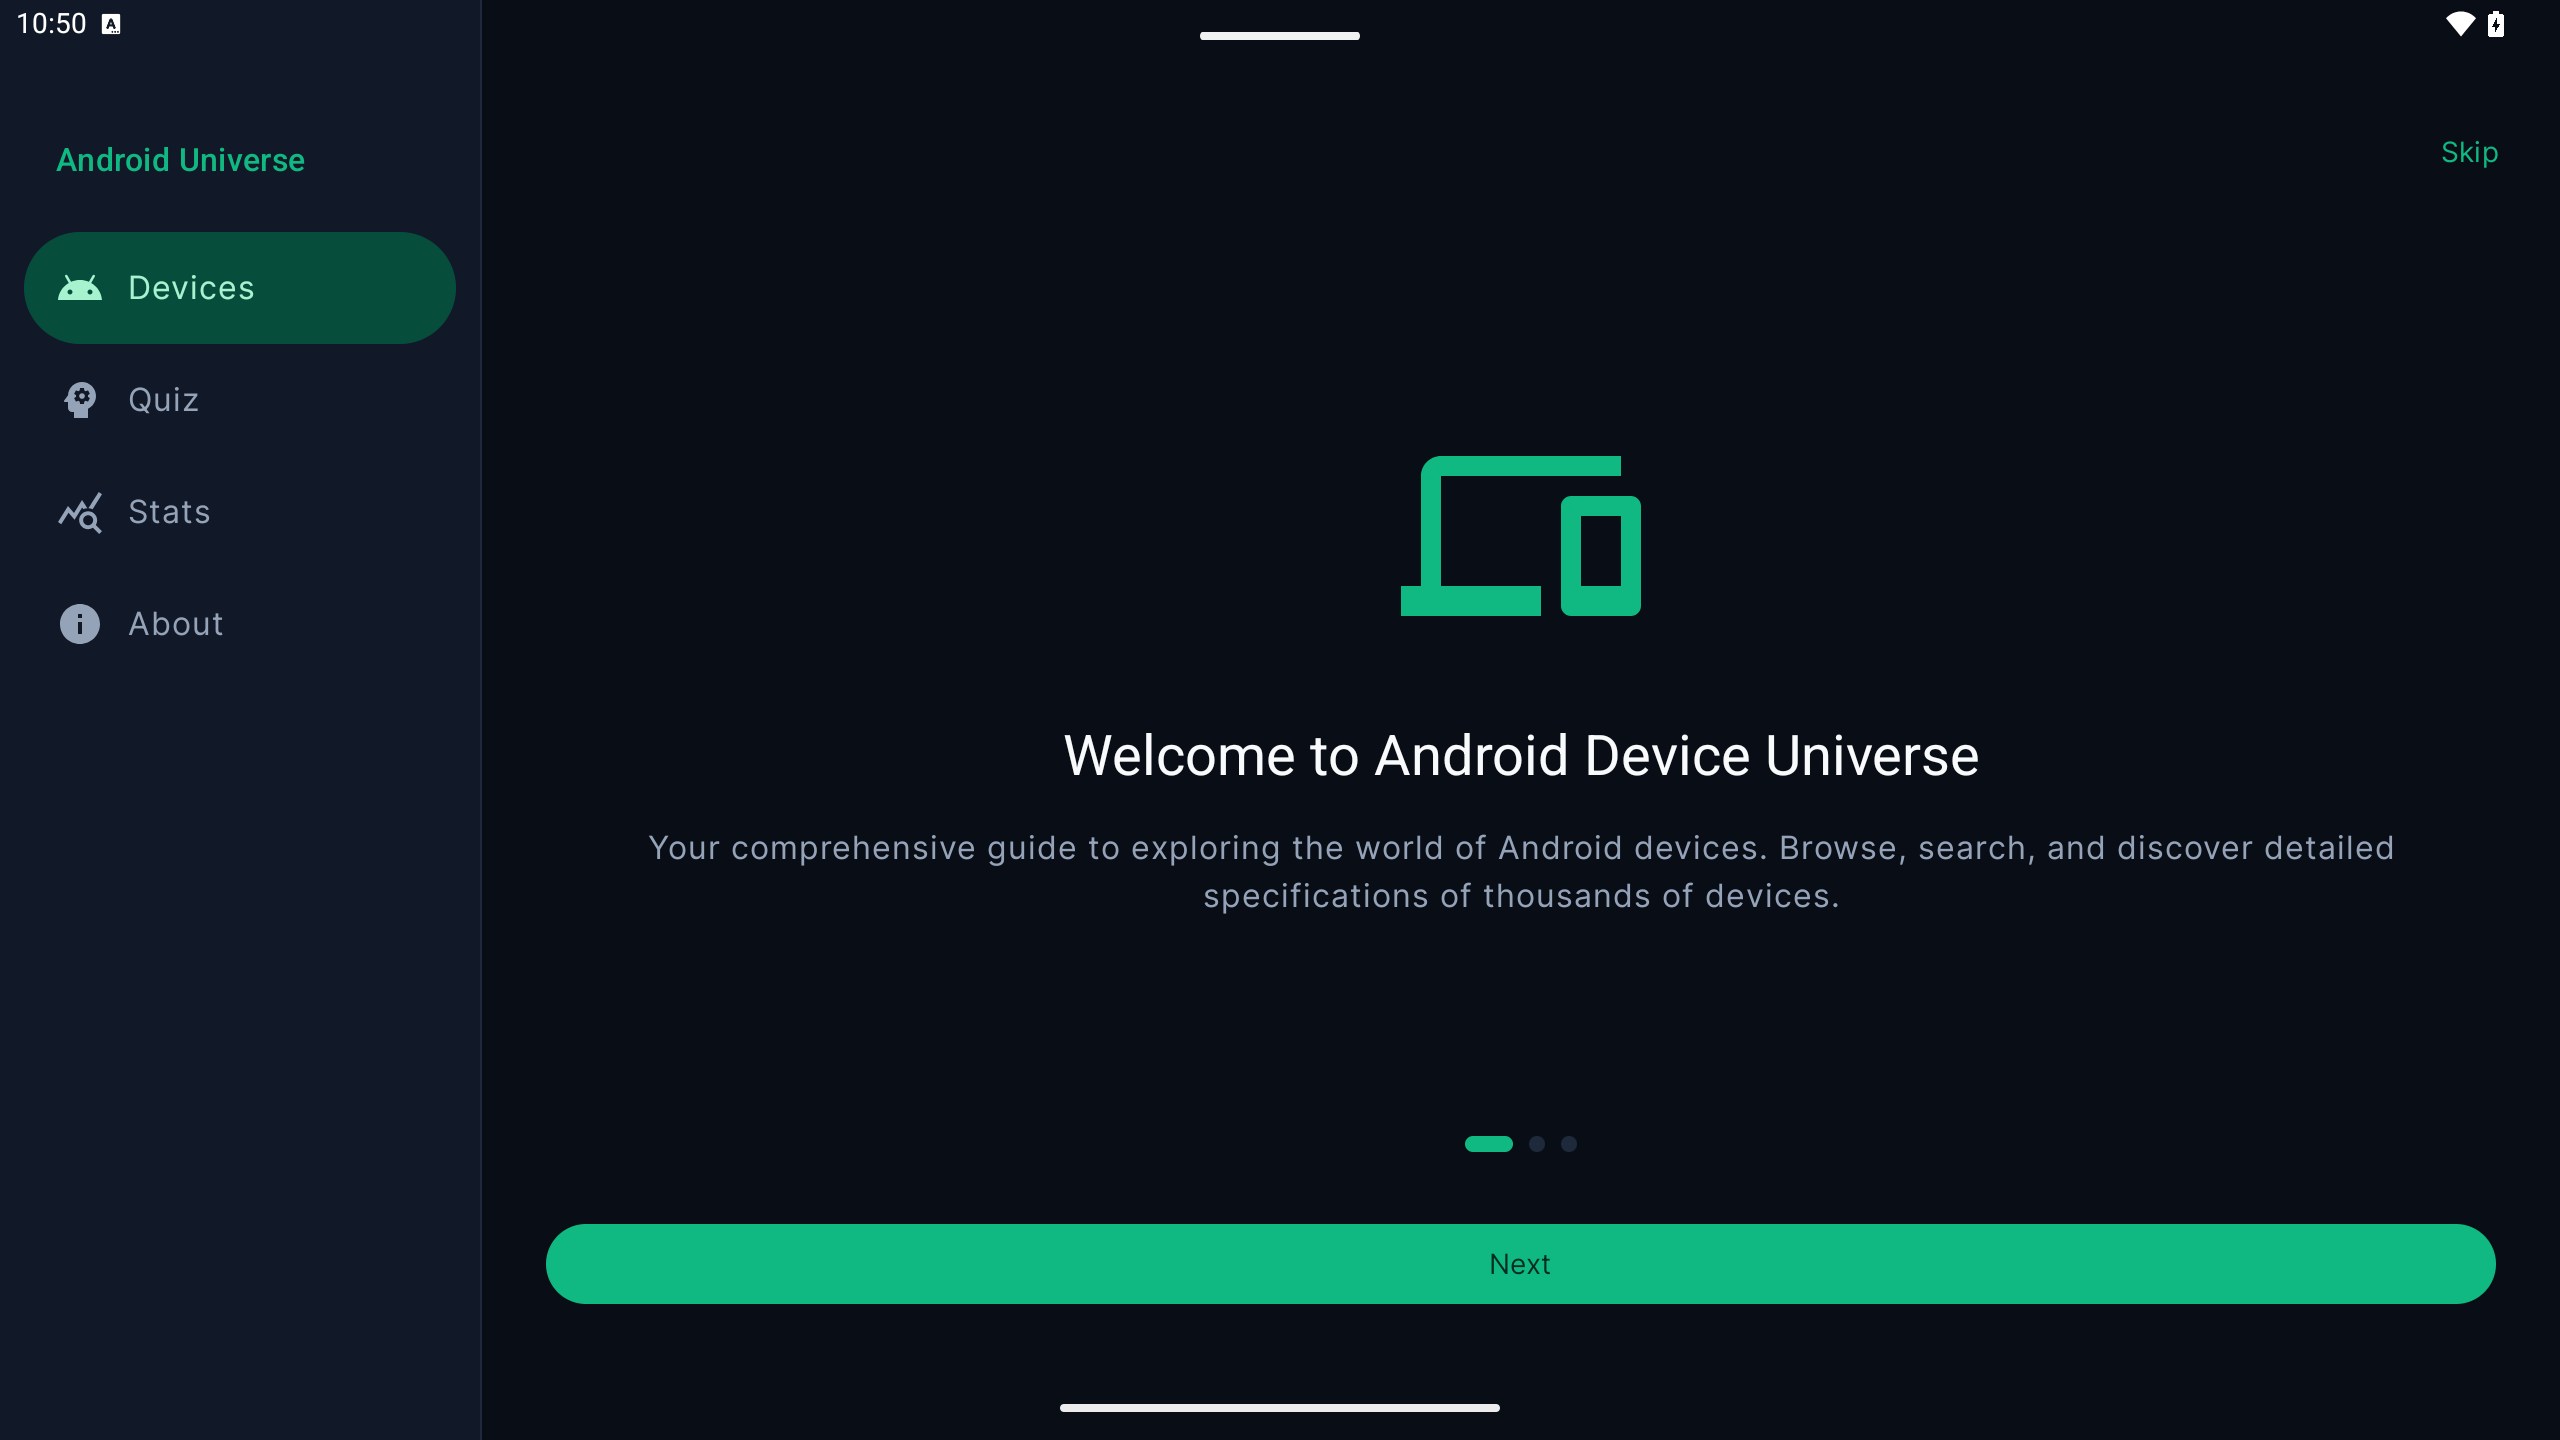 10:50
Android Universe
Skip
Devices
Quiz
Stats
About
Welcome to Android Device Universe
Your comprehensive guide to exploring the world of Android devices. Browse, search, and discover detailed
specifications of thousands of devices.
Next